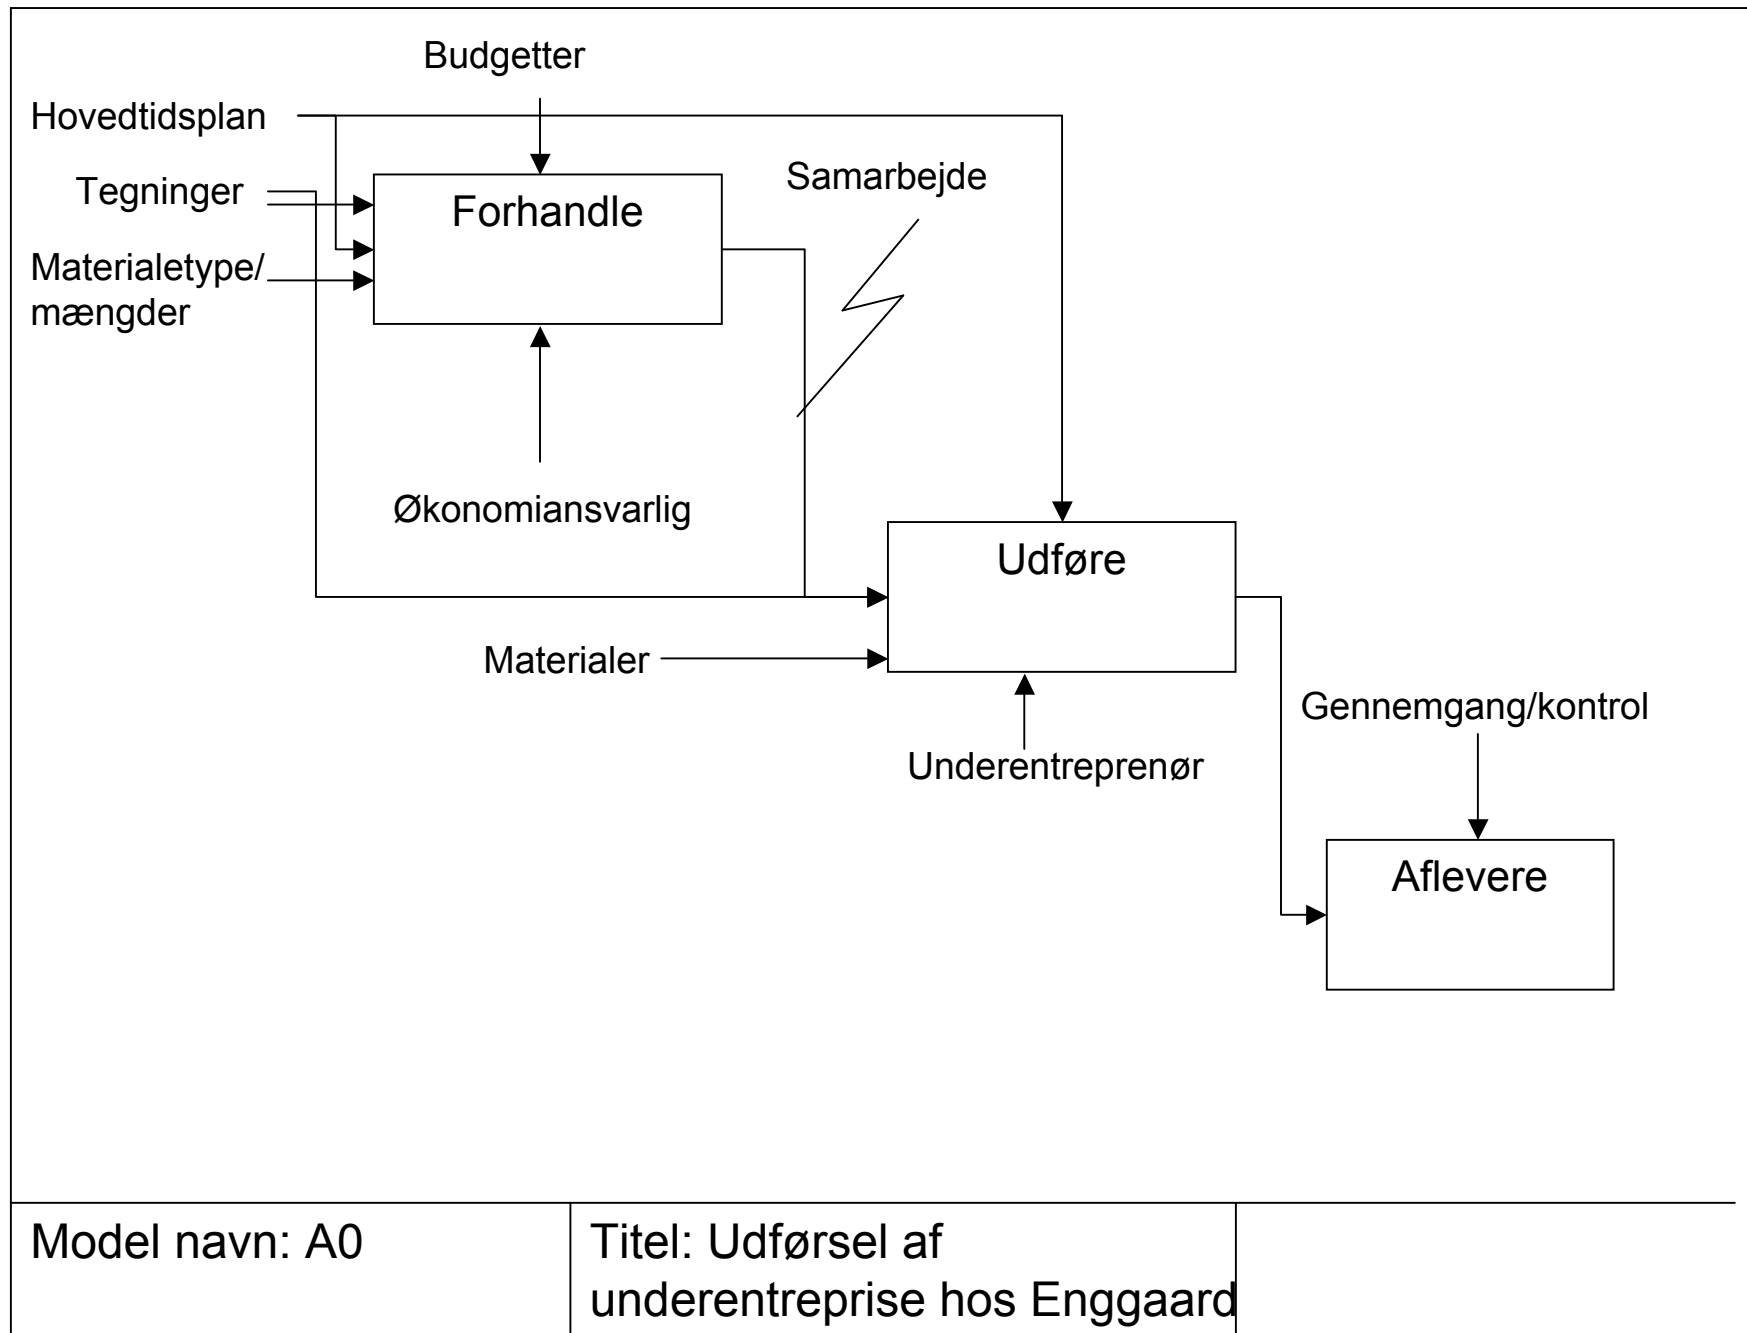 Budgetter
Hovedtidsplan
Tegninger
Samarbejde
Forhandle
Materialetype/
mængder
Økonomiansvarlig
Udføre
Materialer
Gennemgang/kontrol
Underentreprenør
Aflevere
Model navn: A0
Titel: Udførsel af
underentreprise hos Enggaard